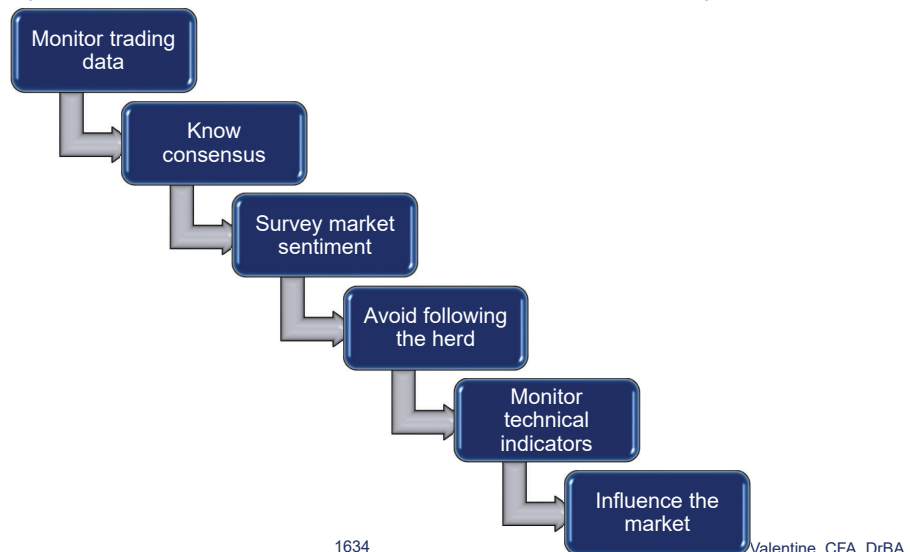 Monitor trading
data
Know
consensus
Survey market
sentiment
Avoid following
the herd
Monitor
technical
indicators
Influence the
market
1634
Valentine, CFA, DrBA